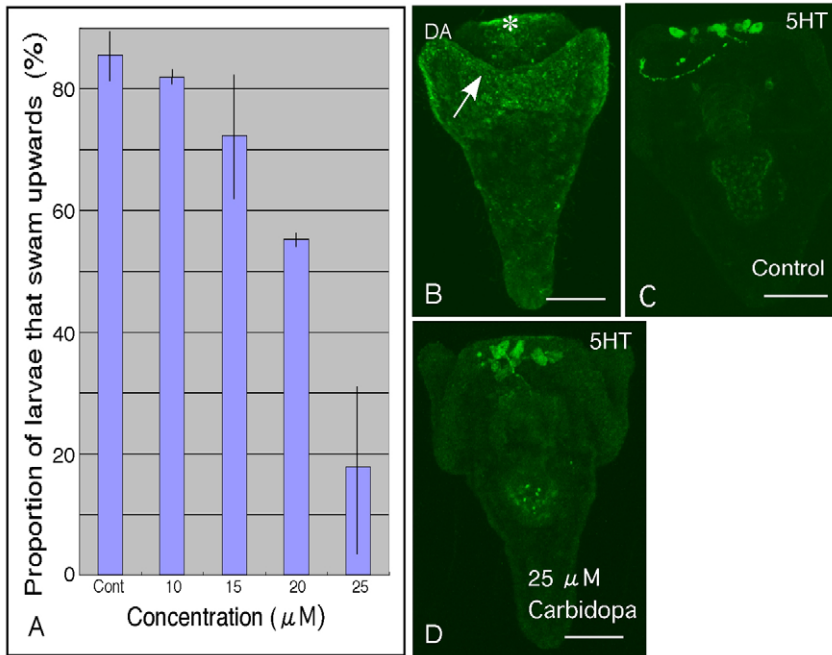 Proportion of larvae that swam upwards (%)
80
60
40
20
0
Cont 10 15 20 25
Concentration (μM)
A
DA
*
B
5HT
Control
C
5HT
25 μM
Carbidopa
D